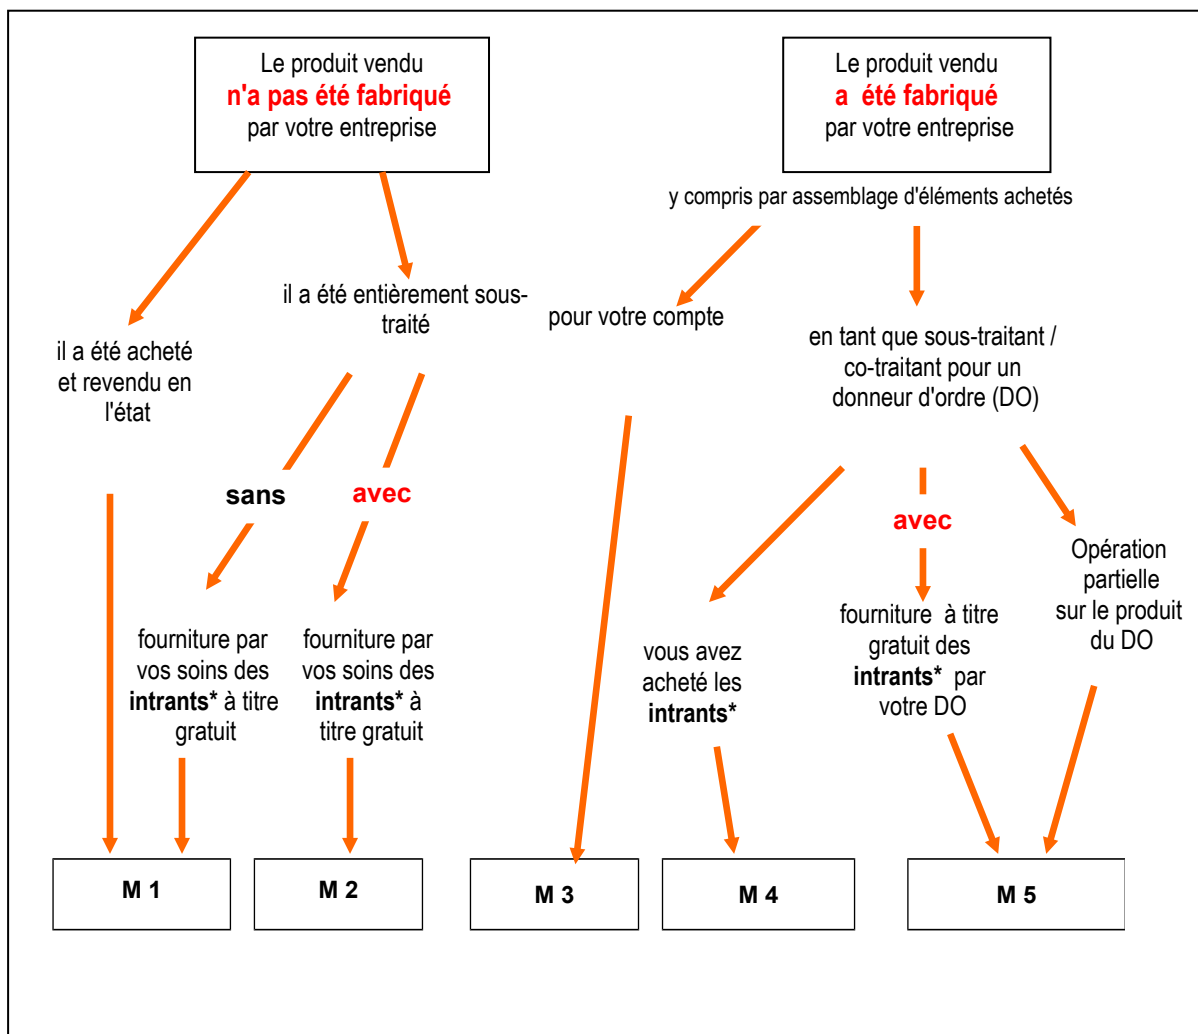 Le produit vendu
n'a pas été fabriqué
par votre entreprise
Le produit vendu
a été fabriqué
par votre entreprise
y compris par assemblage d'éléments achetés
il a été entièrement sous-
traité
il a été acheté
et revendu en
l'état
pour votre compte
en tant que sous-traitant /
co-traitant pour un
donneur d'ordre (DO)
sans
avec
avec
fourniture par
vos soins des
intrants* à titre
gratuit
fourniture par
vos soins des
intrants* à
titre gratuit
vous avez
acheté les
intrants*
fourniture à titre
gratuit des
intrants* par
votre DO
Opération
partielle
sur le produit
du DO
M 1
M 2
M 3
M 4
M 5